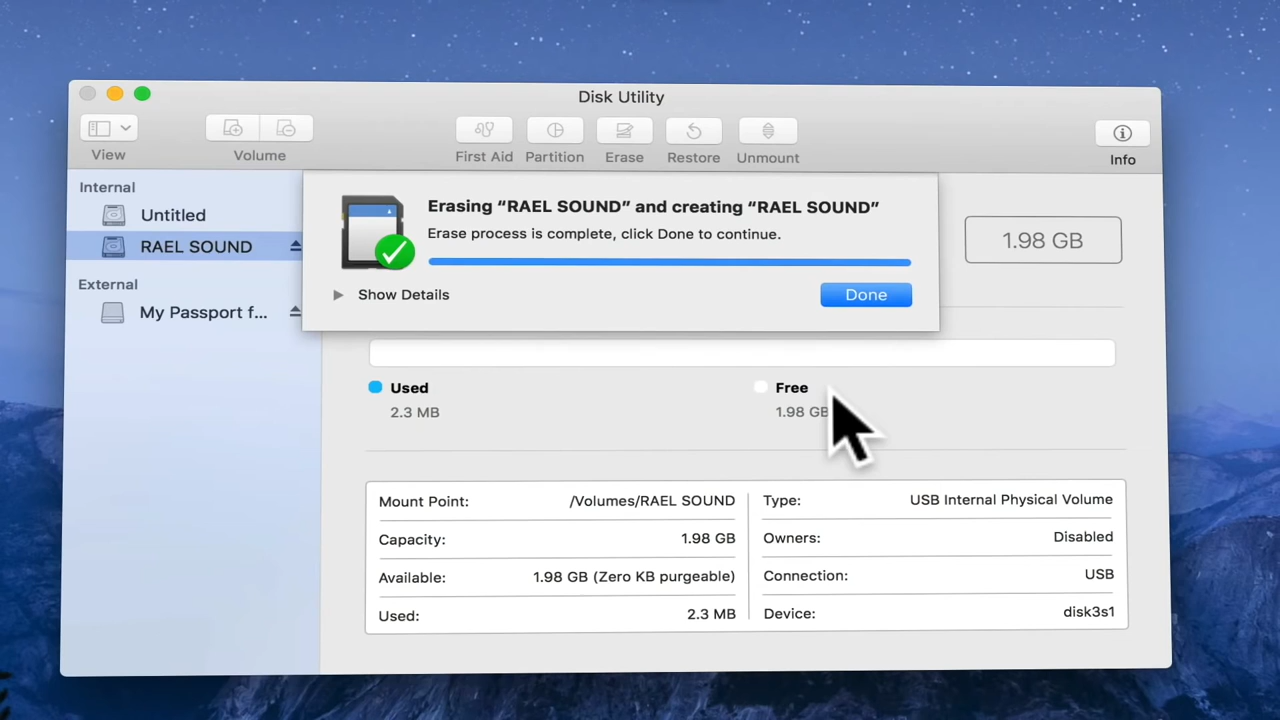 Disk Utility
View
Volume
First Aid
Partition
Erase
Restore
Unmount
Info
Internal
Untitled
RAEL SOUND
External
My Passport f...
Erasing “RAEL SOUND” and creating “RAEL SOUND”
Erase process is complete, click Done to continue.
Show Details
Done
1.98 GB
Used
2.3 MB
Free
1.98 GB
Mount Point: /Volumes/RAEL SOUND
Capacity: 1.98 GB
Available: 1.98 GB (Zero KB purgeable)
Used: 2.3 MB
Type: USB Internal Physical Volume
Owners: Disabled
Connection: USB
Device: disk3s1